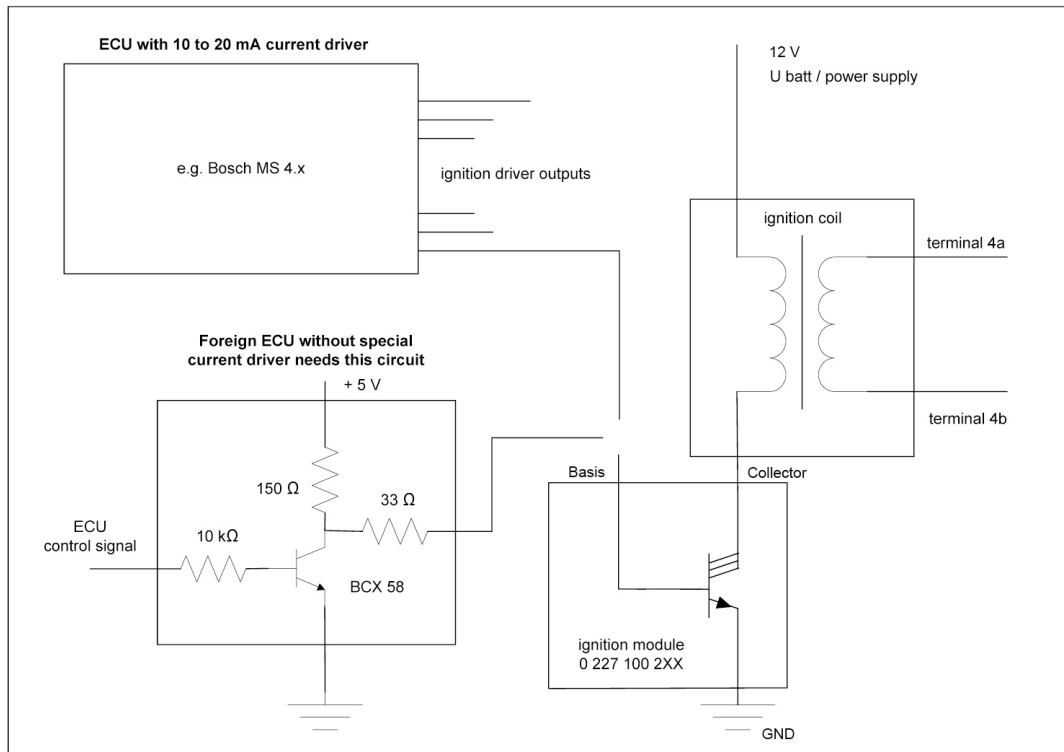 ECU with 10 to 20 mA current driver
e.g. Bosch MS 4.x
ignition driver outputs
12 V
U batt / power supply
ignition coil
terminal 4a
terminal 4b
Foreign ECU without special
current driver needs this circuit
+ 5 V
150 Ω
33 Ω
ECU
control signal
10 kΩ
BCX 58
Basis
Collector
ignition module
0 227 100 2XX
GND